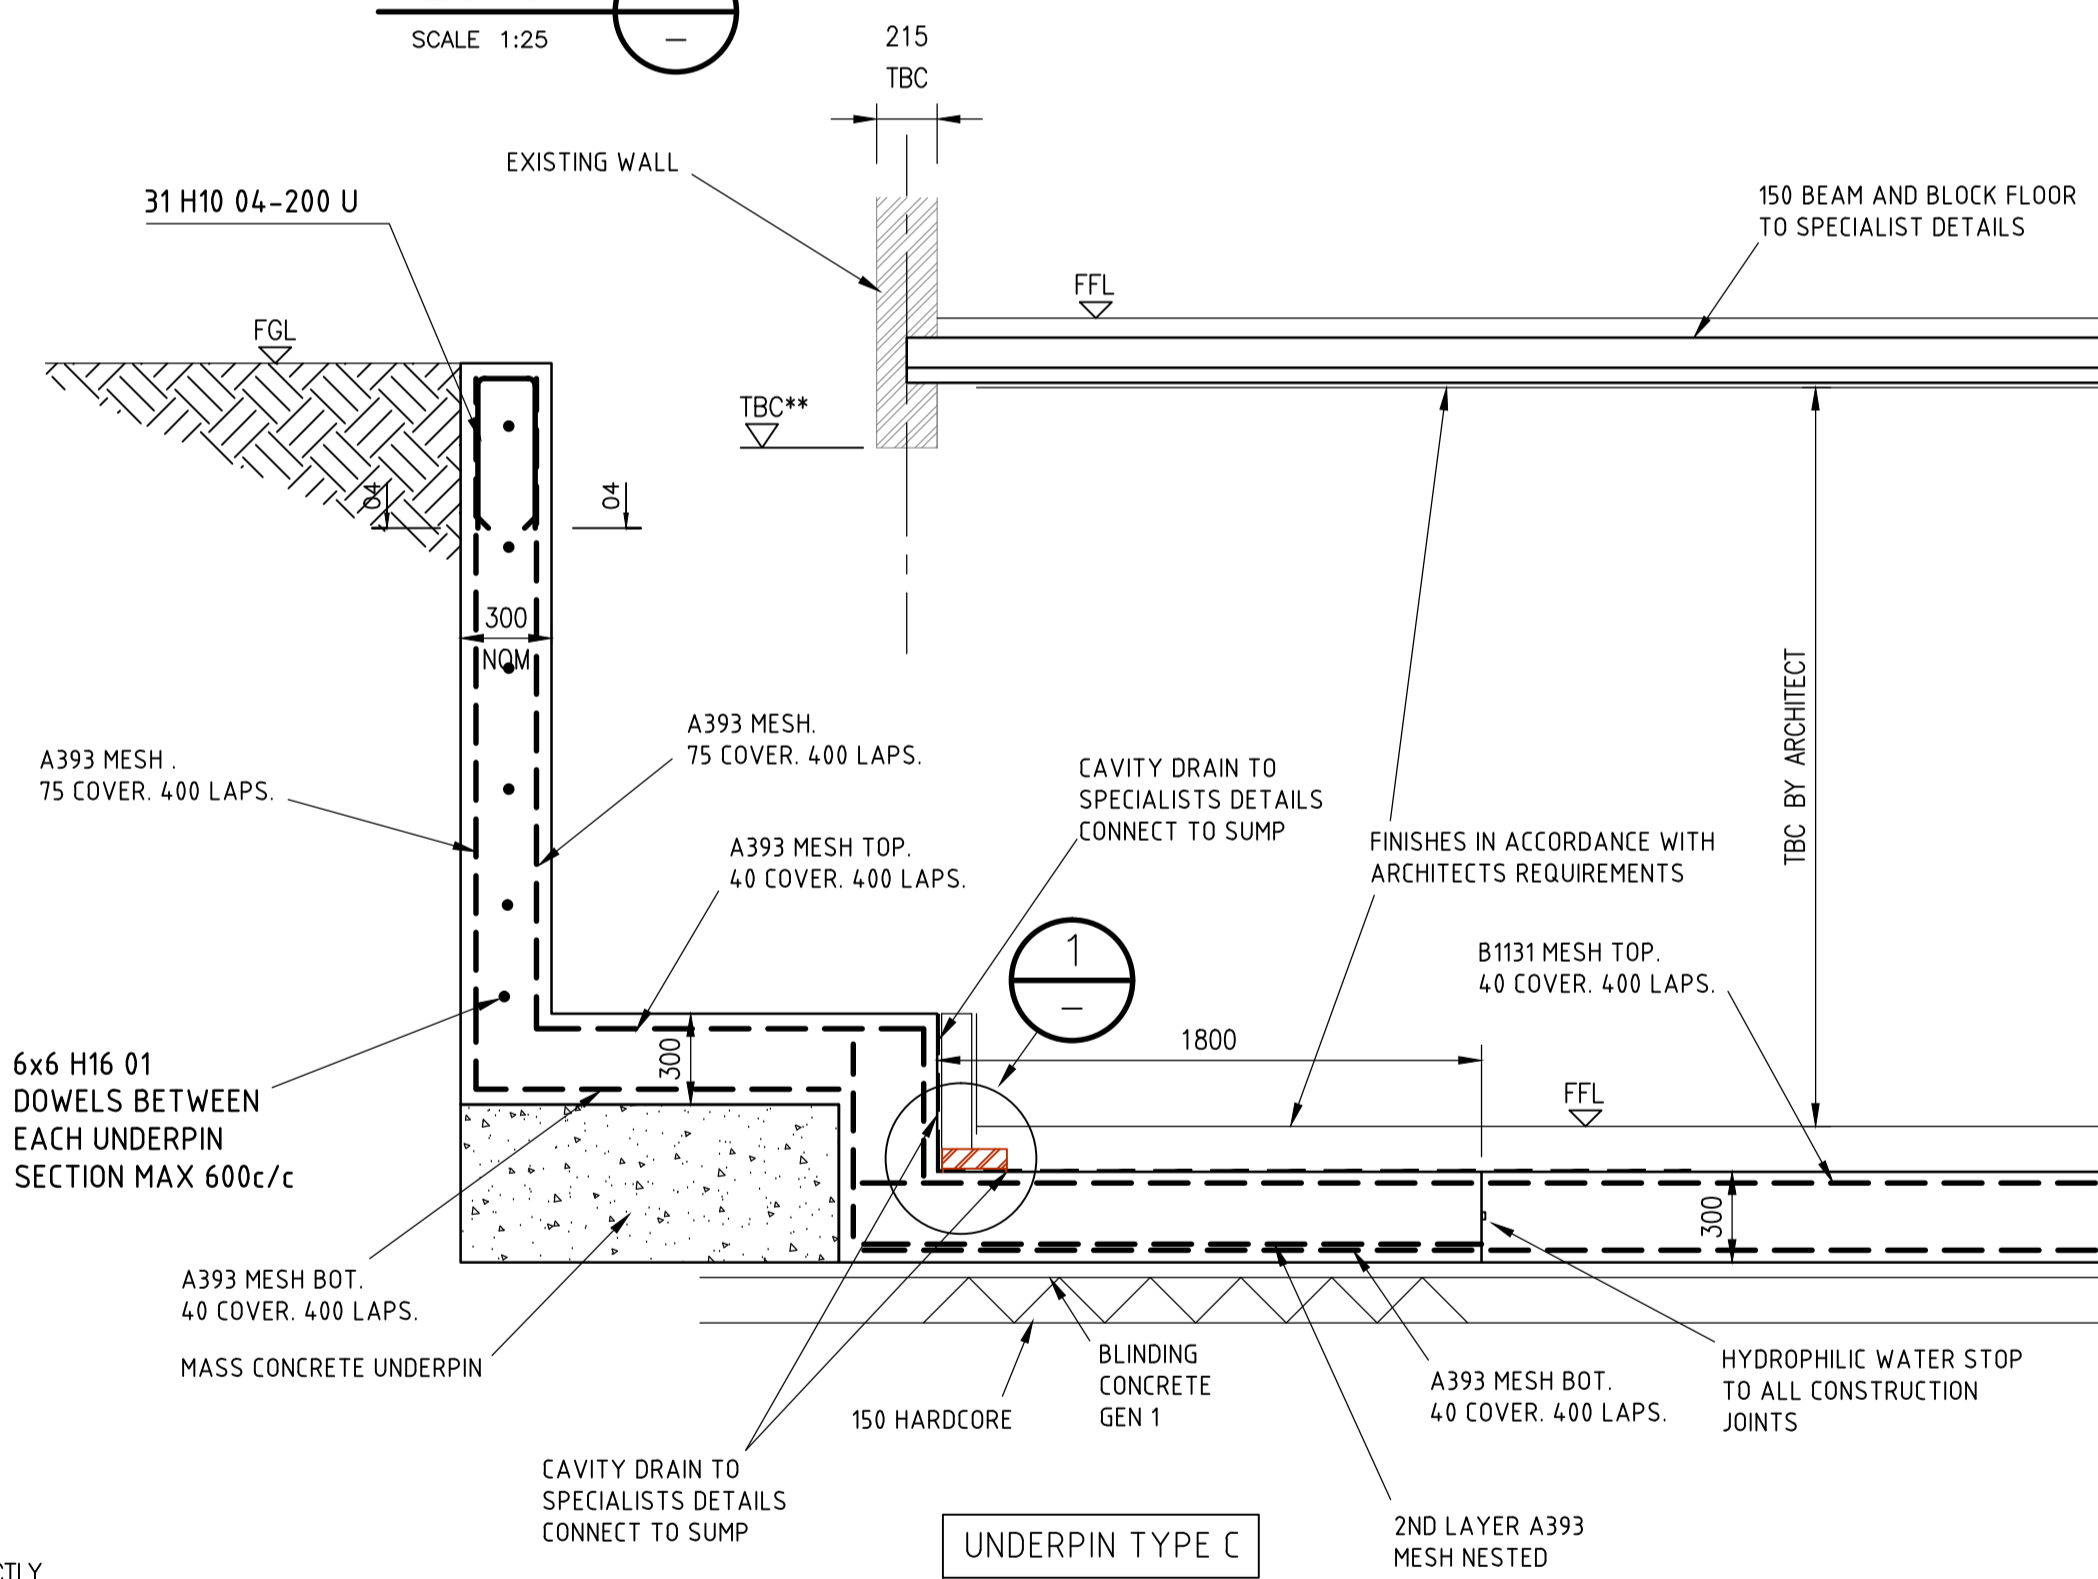 SCALE 1:25
–
215
TBC
EXISTING WALL
31 H10 04-200 U
150 BEAM AND BLOCK FLOOR
TO SPECIALIST DETAILS
FFL
FGL
TBC**
04
04
300
NOM
A393 MESH.
75 COVER. 400 LAPS.
A393 MESH .
75 COVER. 400 LAPS.
CAVITY DRAIN TO
SPECIALISTS DETAILS
CONNECT TO SUMP
TBC BY ARCHITECT
A393 MESH TOP.
40 COVER. 400 LAPS.
FINISHES IN ACCORDANCE WITH
ARCHITECTS REQUIREMENTS
1
–
B1131 MESH TOP.
40 COVER. 400 LAPS.
300
1800
6x6 H16 01
DOWELS BETWEEN
EACH UNDERPIN
SECTION MAX 600c/c
FFL
300
A393 MESH BOT.
40 COVER. 400 LAPS.
MASS CONCRETE UNDERPIN
BLINDING
CONCRETE
GEN 1
150 HARDCORE
A393 MESH BOT.
40 COVER. 400 LAPS.
HYDROPHILIC WATER STOP
TO ALL CONSTRUCTION
JOINTS
CAVITY DRAIN TO
SPECIALISTS DETAILS
CONNECT TO SUMP
2ND LAYER A393
MESH NESTED
UNDERPIN TYPE C